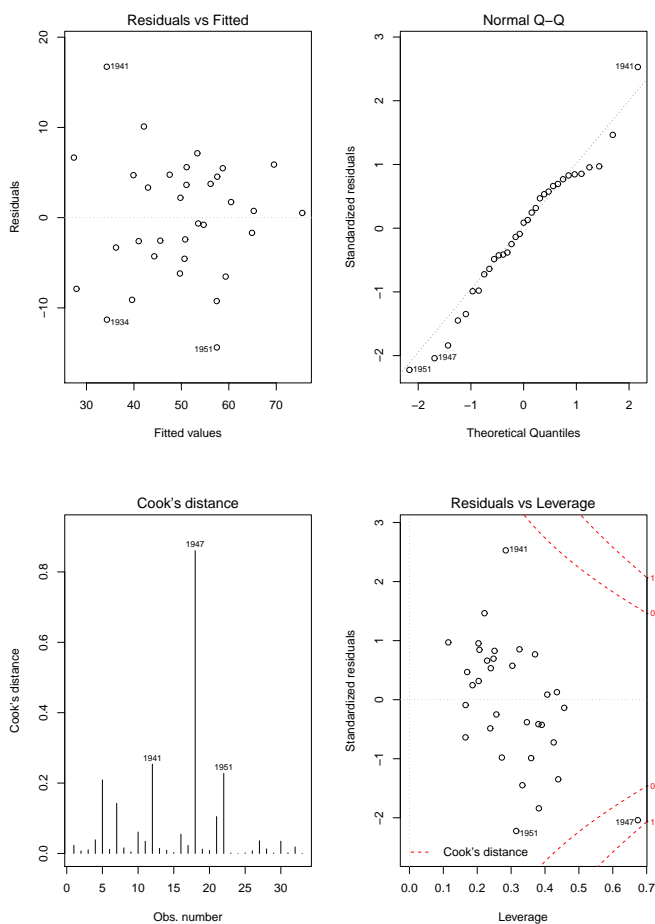 Residuals vs Fitted
20
10
0
−10
Residuals
1941
1934
1951
30 40 50 60 70
Fitted values
Normal Q−Q
3
2
1
0
−1
−2
Standardized residuals
1941
1947
1951
−2 −1 0 1 2
Theoretical Quantiles
Cook's distance
0.8
0.6
0.4
0.2
0.0
Cook's distance
1947
1941
1951
0 5 10 15 20 25 30
Obs. number
Residuals vs Leverage
3
2
1
0
−1
−2
Standardized residuals
1941
1
0
0
1947
1
1951
Cook's distance
0.0 0.1 0.2 0.3 0.4 0.5 0.6 0.7
Leverage